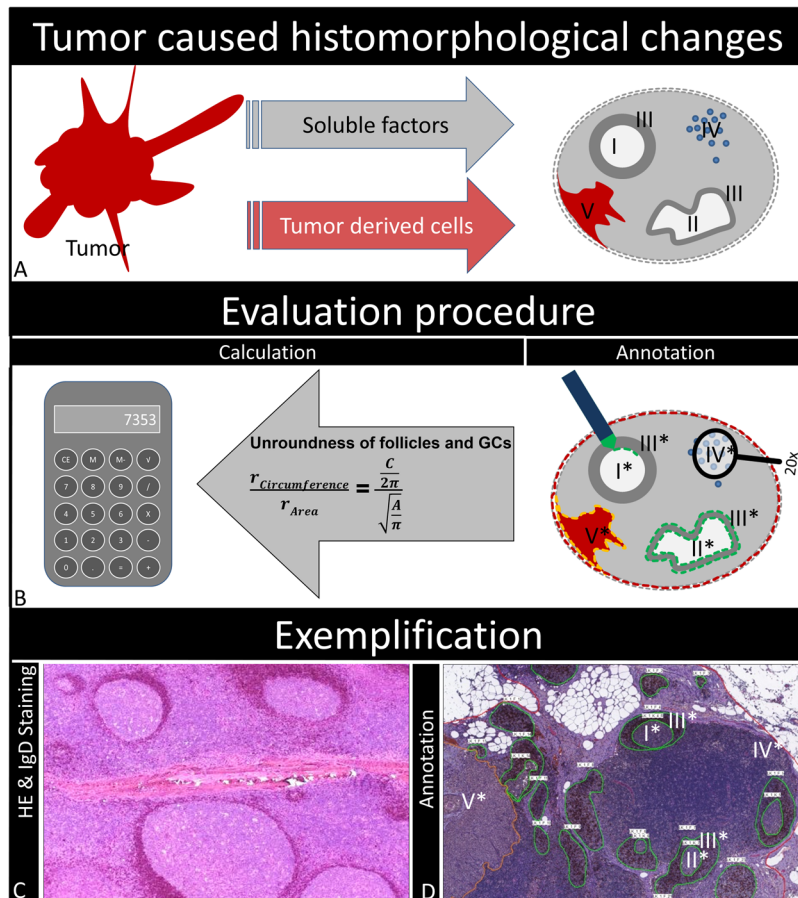 Tumor caused histomorphological changes
Soluble factors
Tumor derived cells
Tumor
III
I
IV
V
III
II
A
Evaluation procedure
Calculation
Annotation
7353
CE M M- √
7 8 9 /
4 5 6 X
1 2 3 -
0 . = +
Unroundness of follicles and GCs
r_Circumference / r_Area = (C / 2π) / √(A / π)
III*
I*
IV*
20x
V*
III*
II*
B
Exemplification
HE & IgD Staining
C
Annotation
III*
I*
IV*
V*
III*
II*
D